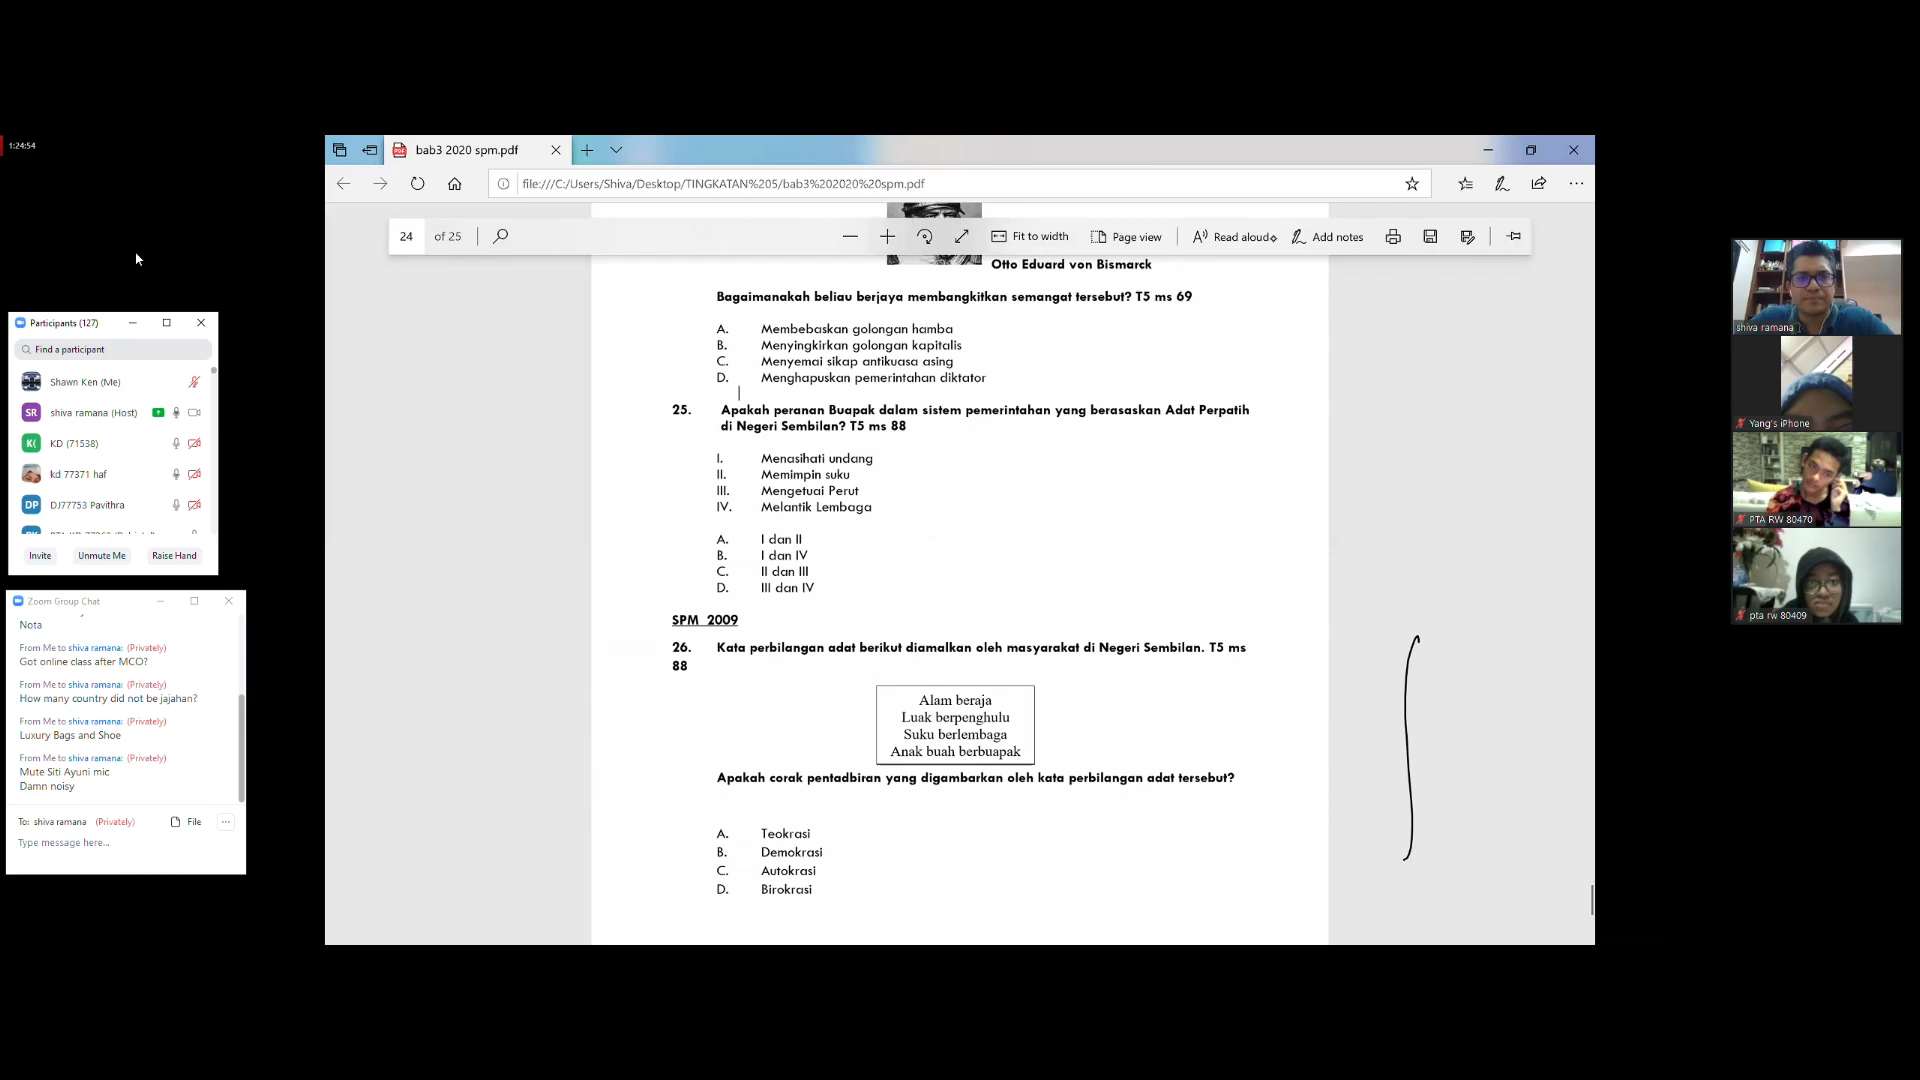 1:24:54
bab3 2020 spm.pdf
file:///C:/Users/Shiva/Desktop/TINGKATAN%205/bab3%202020%20spm.pdf
24 of 25
Fit to width
Page view
Read aloud
Add notes
Otto Eduard von Bismarck
Bagaimanakah beliau berjaya membangkitkan semangat tersebut? T5 ms 69
A. Membebaskan golongan hamba
B. Menyingkirkan golongan kapitalis
C. Menyemai sikap antikuasa asing
D. Menghapuskan pemerintahan diktator
25. Apakah peranan Buapak dalam sistem pemerintahan yang berasaskan Adat Perpatih
di Negeri Sembilan? T5 ms 88
I. Menasihati undang
II. Memimpin suku
III. Mengetuai Perut
IV. Melantik Lembaga
A. I dan II
B. I dan IV
C. II dan III
D. III dan IV
SPM 2009
26. Kata perbilangan adat berikut diamalkan oleh masyarakat di Negeri Sembilan. T5 ms
88
Alam beraja
Luak berpenghulu
Suku berlembaga
Anak buah berbuapak
Apakah corak pentadbiran yang digambarkan oleh kata perbilangan adat tersebut?
A. Teokrasi
B. Demokrasi
C. Autokrasi
D. Birokrasi
Participants (127)
Find a participant
Shawn Ken (Me)
SR shiva ramana (Host)
K( KD (71538)
kd 77371 haf
DP DJ77753 Pavithra
Invite
Unmute Me
Raise Hand
Zoom Group Chat
Nota
From Me to shiva ramana: (Privately)
Got online class after MCO?
From Me to shiva ramana: (Privately)
How many country did not be jajahan?
From Me to shiva ramana: (Privately)
Luxury Bags and Shoe
From Me to shiva ramana: (Privately)
Mute Siti Ayuni mic
Damn noisy
To: shiva ramana (Privately)
File
Type message here...
shiva ramana
Yang's iPhone
PTA RW 80470
pta rw 80409